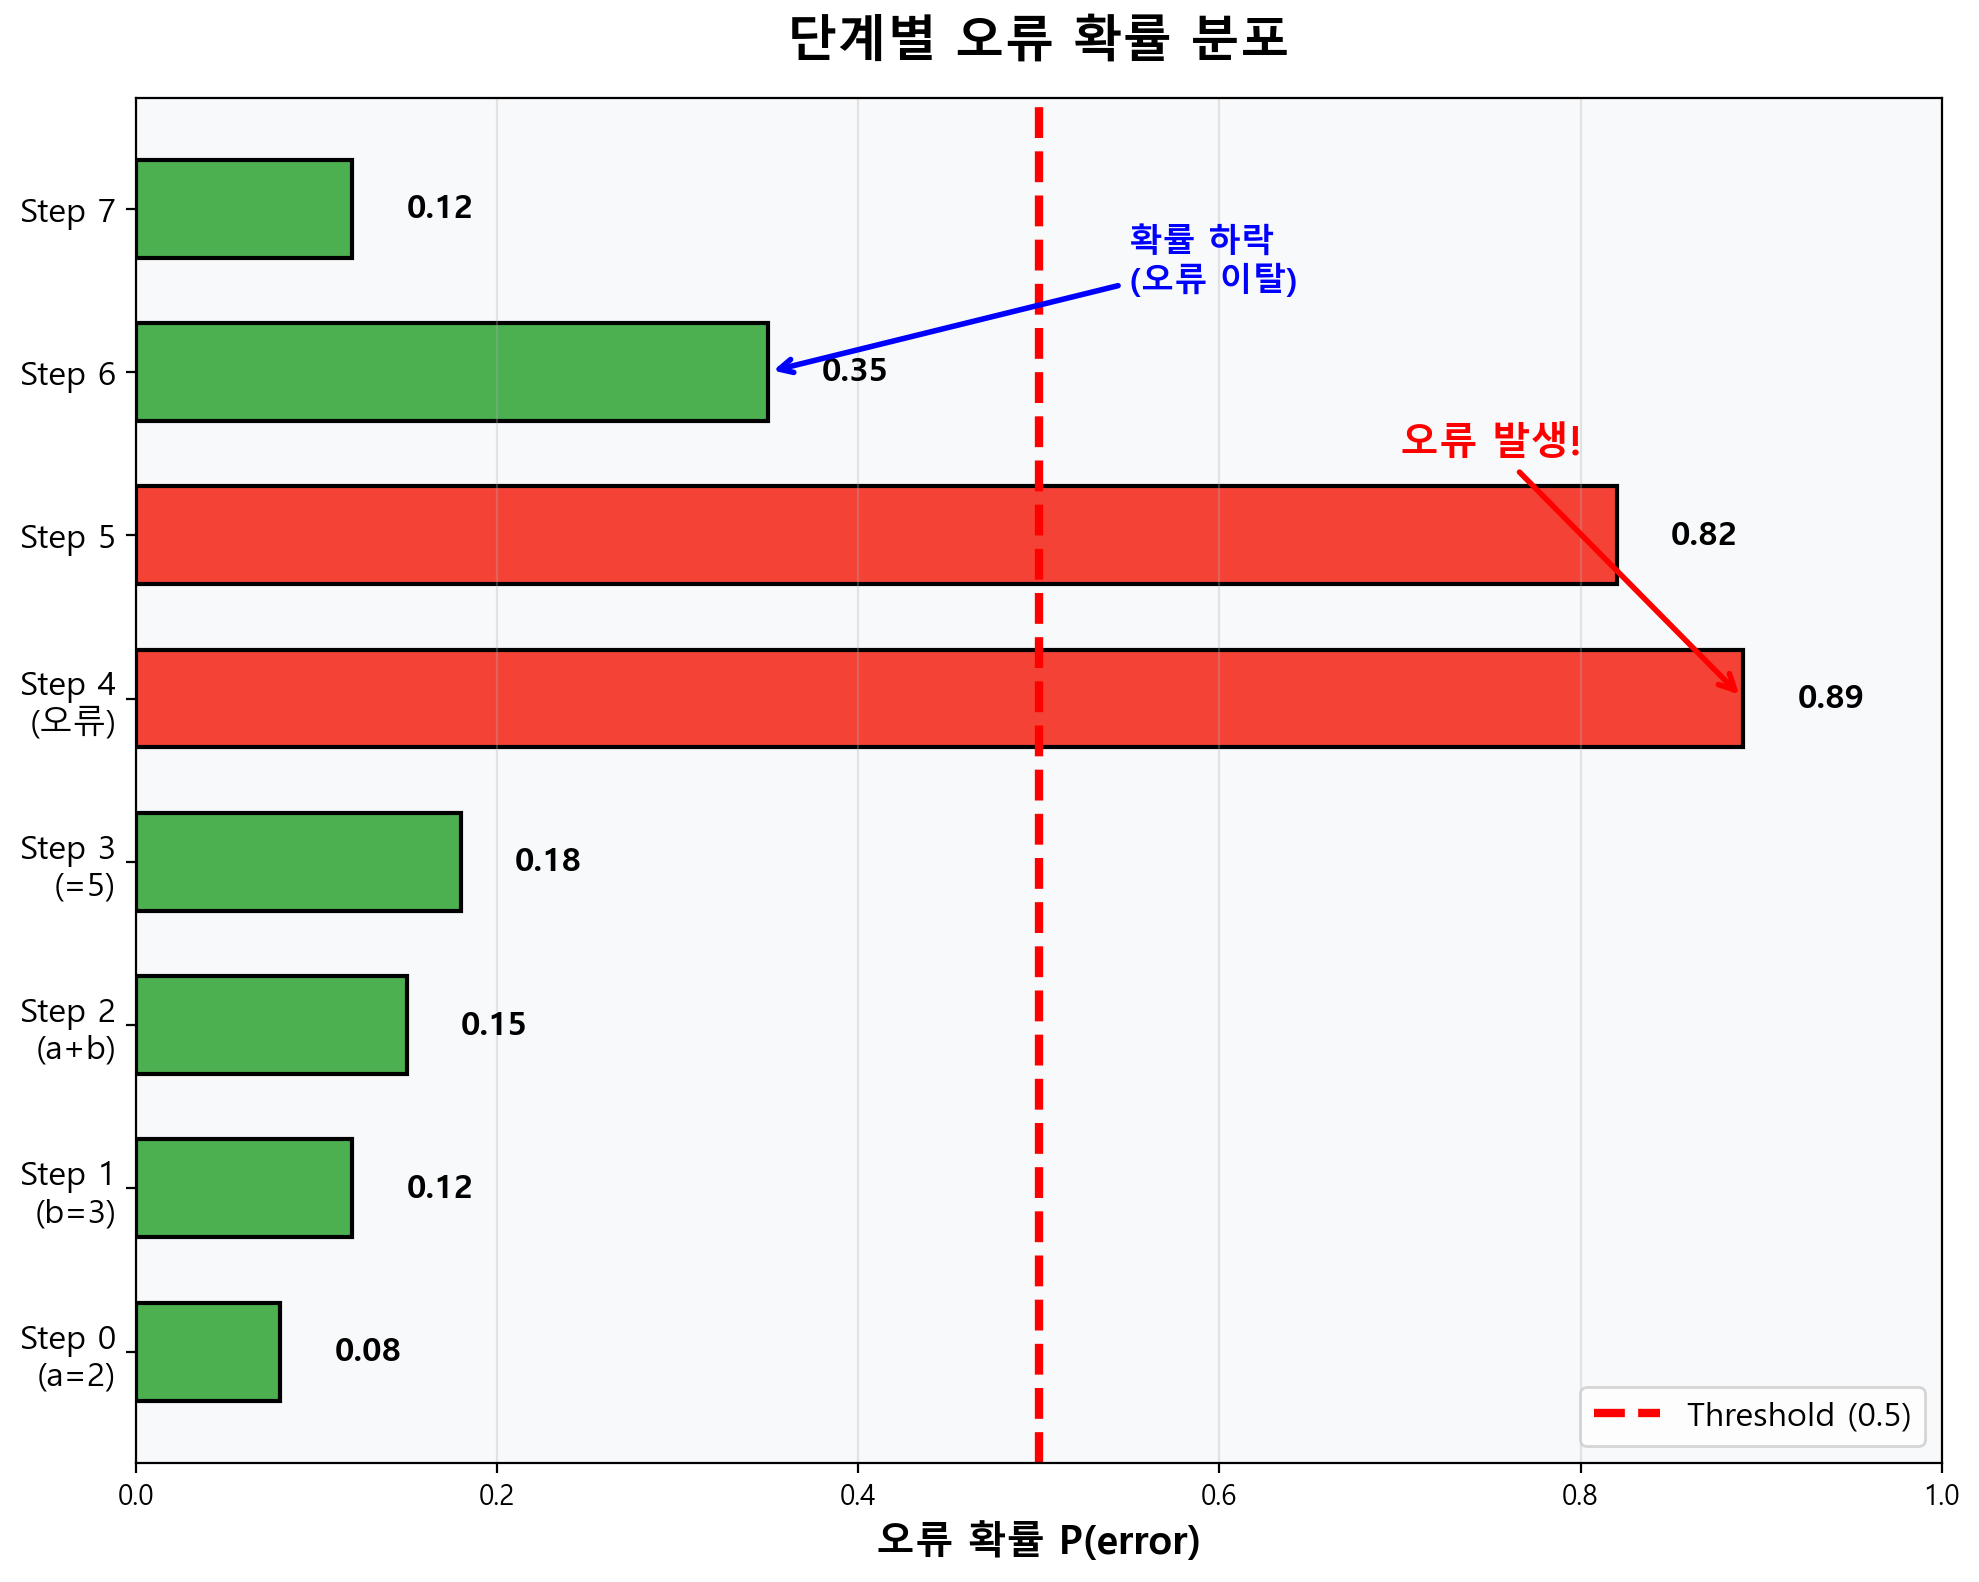 단계별 오류 확률 분포
Step 7
0.12
확률 하락
(오류 이탈)
Step 6
0.35
오류 발생!
Step 5
0.82
Step 4
(오류)
0.89
Step 3
(=5)
0.18
Step 2
(a+b)
0.15
Step 1
(b=3)
0.12
Step 0
(a=2)
0.08
Threshold (0.5)
0.0
0.2
0.4
0.6
0.8
1.0
오류 확률 P(error)